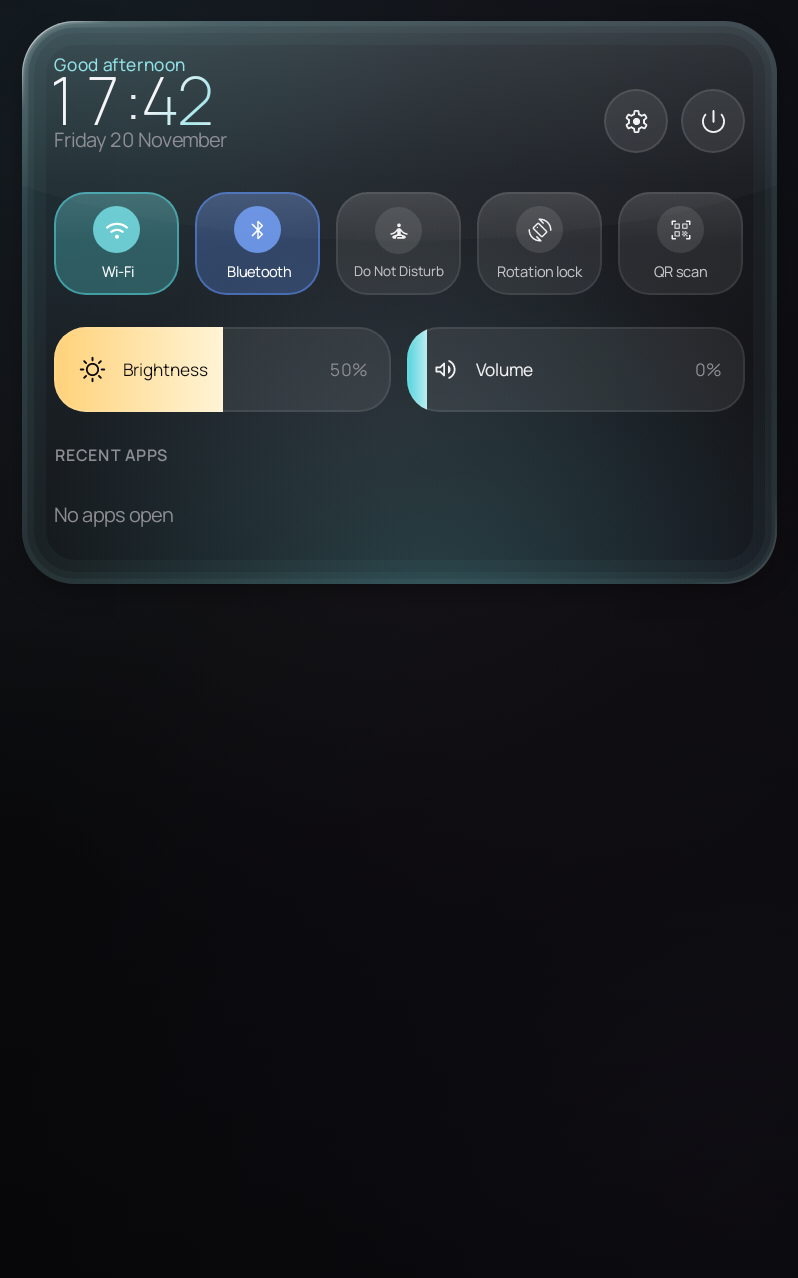 Good afternoon
17:42
Friday 20 November
Wi-Fi
Bluetooth
Do Not Disturb
Rotation lock
QR scan
Brightness 50%
Volume 0%
RECENT APPS
No apps open